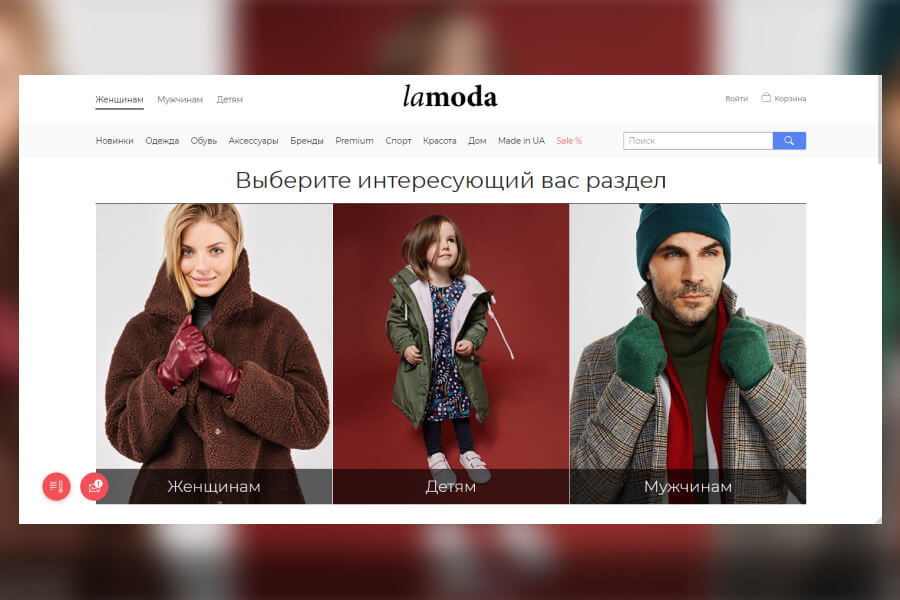 Женщинам Мужчинам Детям lamoda Войти Корзина
Новинки Одежда Обувь Аксессуары Бренды Premium Спорт Красота Дом Made in UA Sale % Поиск
Выберите интересующий вас раздел
Женщинам Детям Мужчинам